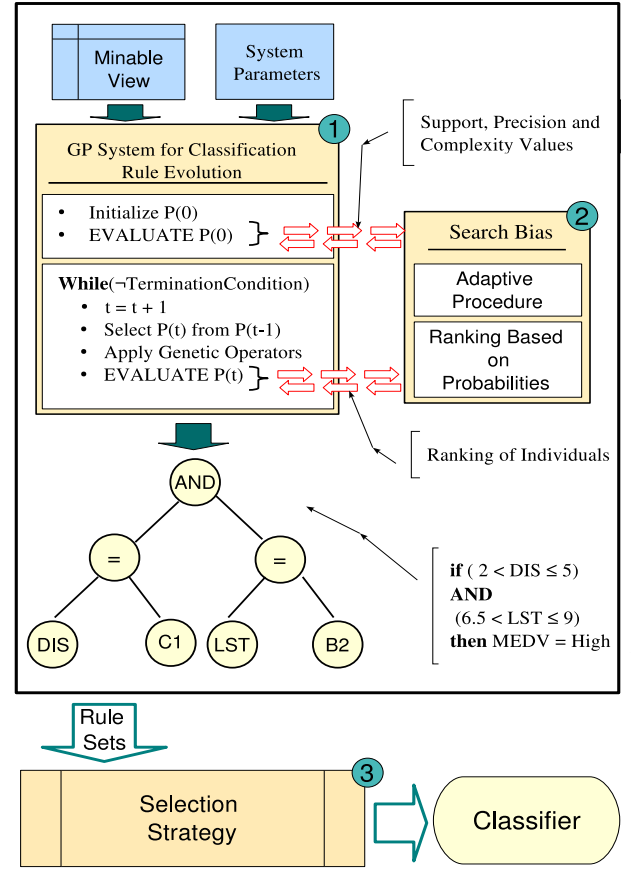 Minable
View
System
Parameters
1
GP System for Classification
Rule Evolution
Support, Precision and
Complexity Values
• Initialize P(0)
• EVALUATE P(0)
2
Search Bias
Adaptive
Procedure
Ranking Based
on
Probabilities
While(¬TerminationCondition)
• t = t + 1
• Select P(t) from P(t-1)
• Apply Genetic Operators
• EVALUATE P(t)
Ranking of Individuals
AND
=
=
DIS
C1
LST
B2
if ( 2 < DIS ≤ 5)
AND
(6.5 < LST ≤ 9)
then MEDV = High
Rule
Sets
3
Selection
Strategy
Classifier